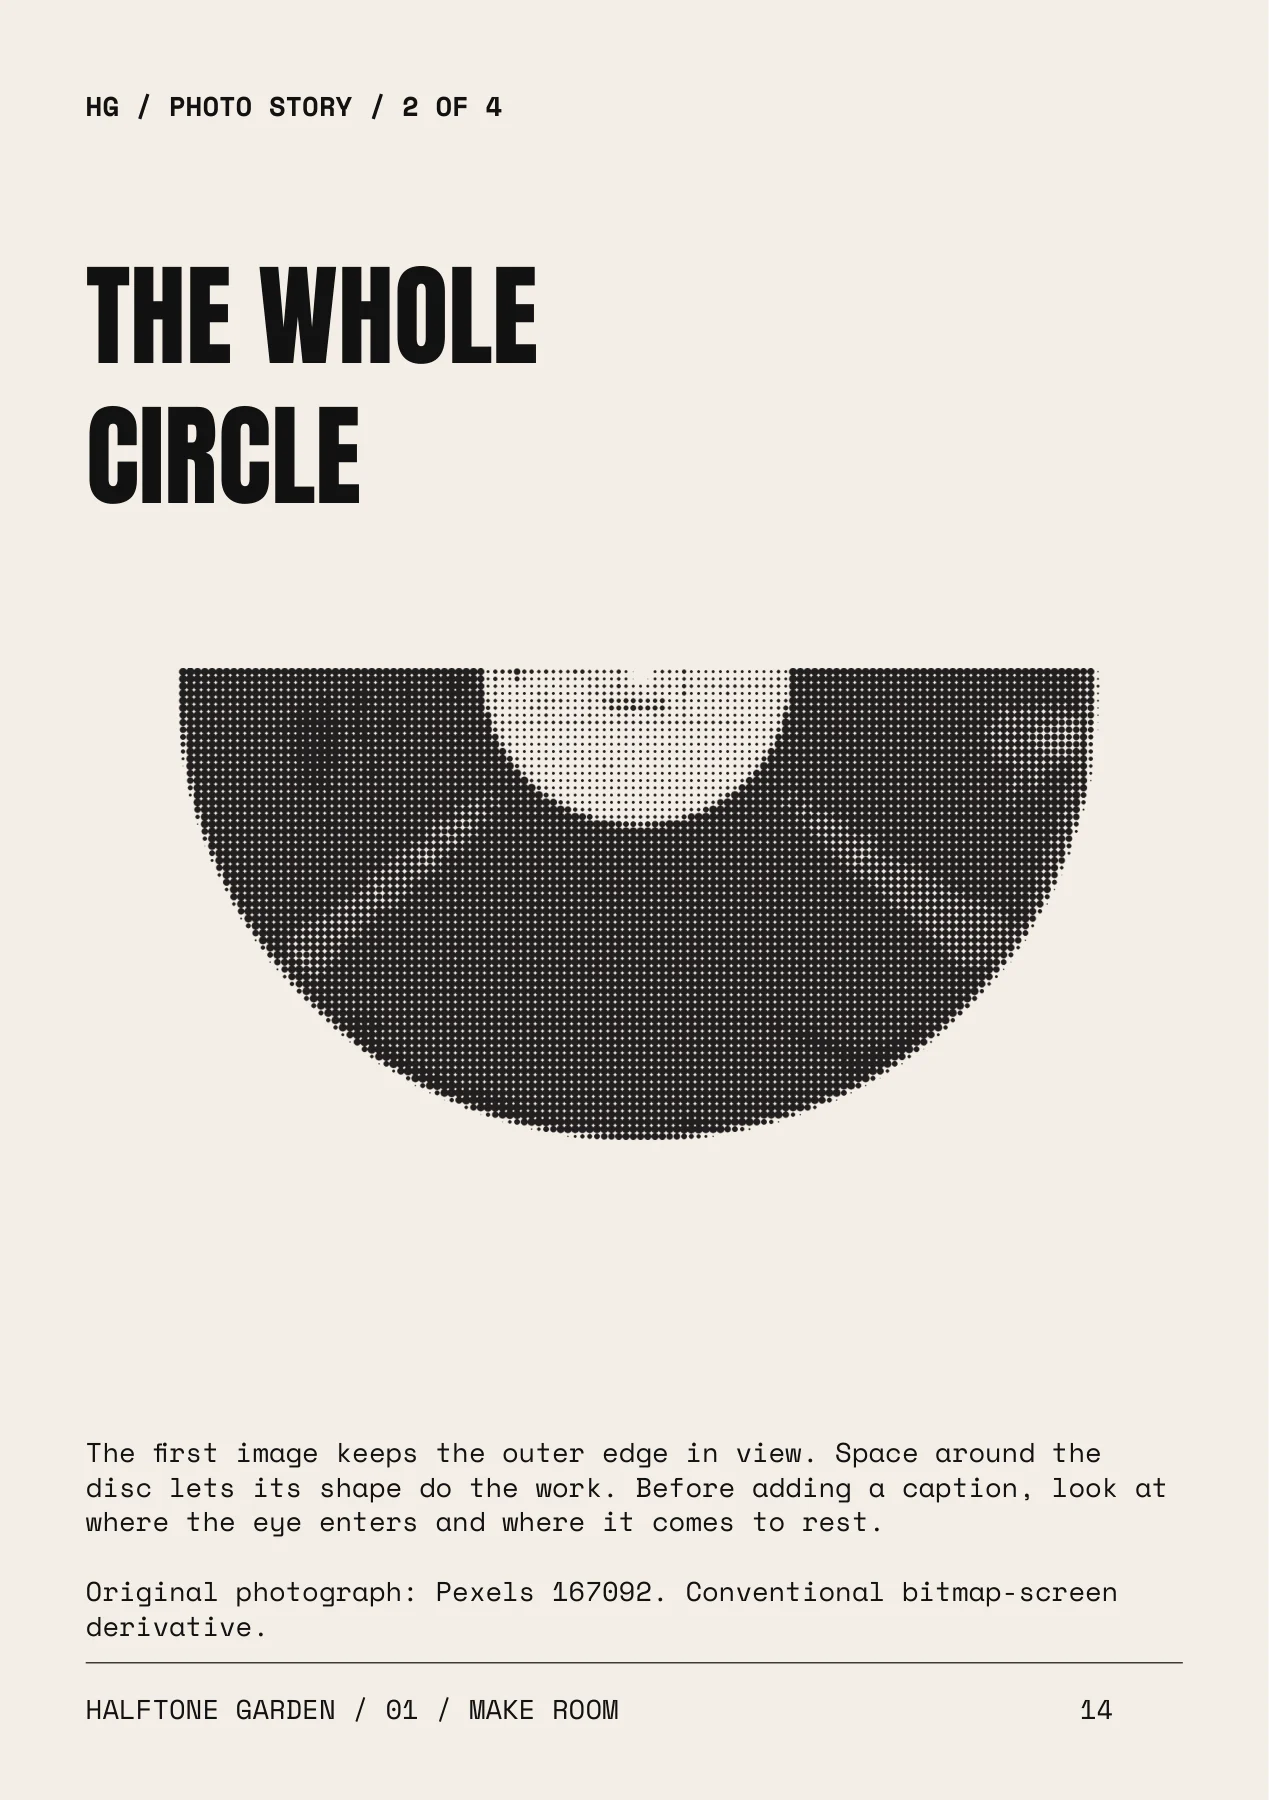 HG / PHOTO STORY / 2 OF 4
THE WHOLE
CIRCLE
The first image keeps the outer edge in view. Space around the
disc lets its shape do the work. Before adding a caption, look at
where the eye enters and where it comes to rest.
Original photograph: Pexels 167092. Conventional bitmap-screen
derivative.
HALFTONE GARDEN / 01 / MAKE ROOM
14